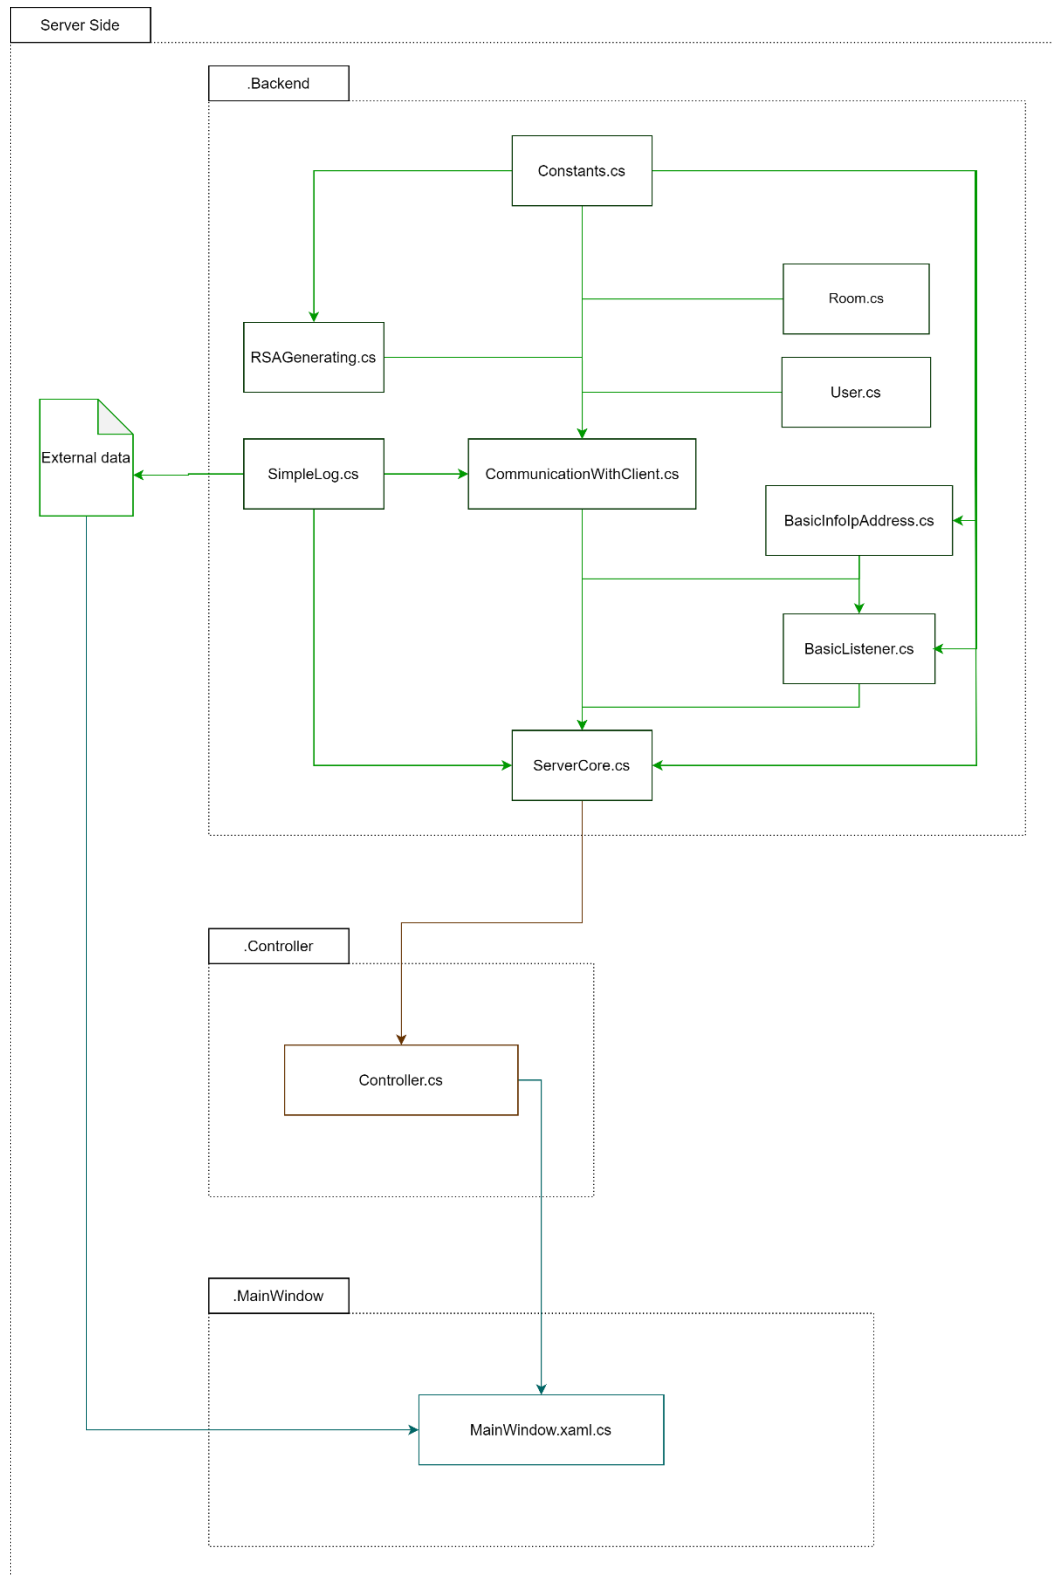 Server Side
.Backend
Constants.cs
Room.cs
RSAGenerating.cs
User.cs
External data
SimpleLog.cs
CommunicationWithClient.cs
BasicInfoIpAddress.cs
BasicListener.cs
ServerCore.cs
.Controller
Controller.cs
.MainWindow
MainWindow.xaml.cs